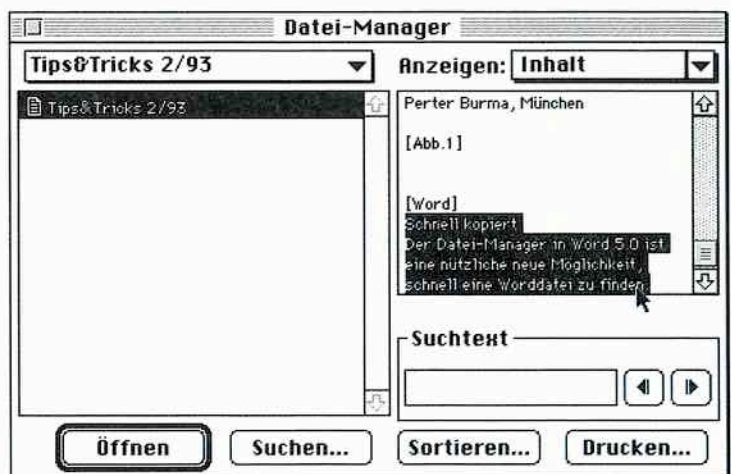 Datei-Manager
Tips&Tricks 2/93
Anzeigen: Inhalt
Tips&Tricks 2/93
Perter Burma, München
[Abb.1]
[Word]
Schnell kopiert
Der Datei-Manager in Word 5.0 ist
eine nützliche neue Möglichkeit,
schnell eine Worddatei zu finden
Suchtext
Öffnen
Suchen...
Sortieren...
Drucken...